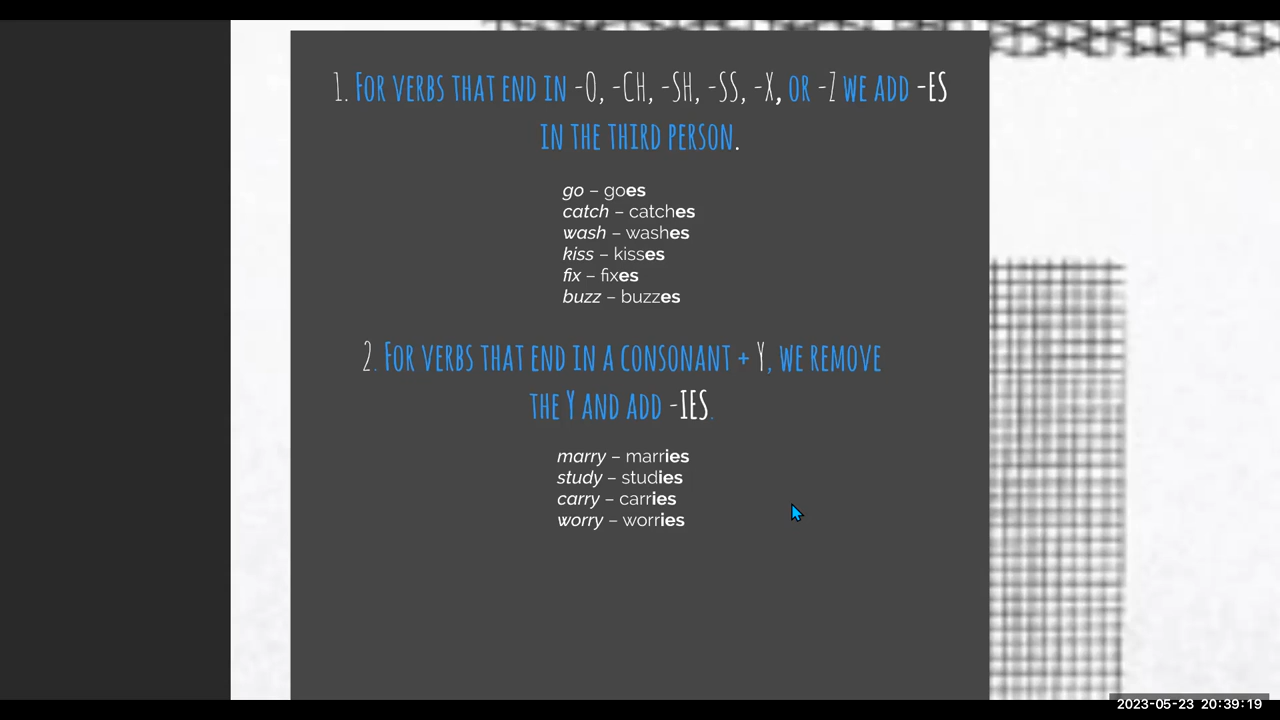 1. FOR VERBS THAT END IN -O, -CH, -SH, -SS, -X, OR -Z WE ADD -ES
IN THE THIRD PERSON.
go – goes
catch – catches
wash – washes
kiss – kisses
fix – fixes
buzz – buzzes
2. FOR VERBS THAT END IN A CONSONANT + Y, WE REMOVE
THE Y AND ADD -IES.
marry – marries
study – studies
carry – carries
worry – worries
2023-05-23 20:39:19